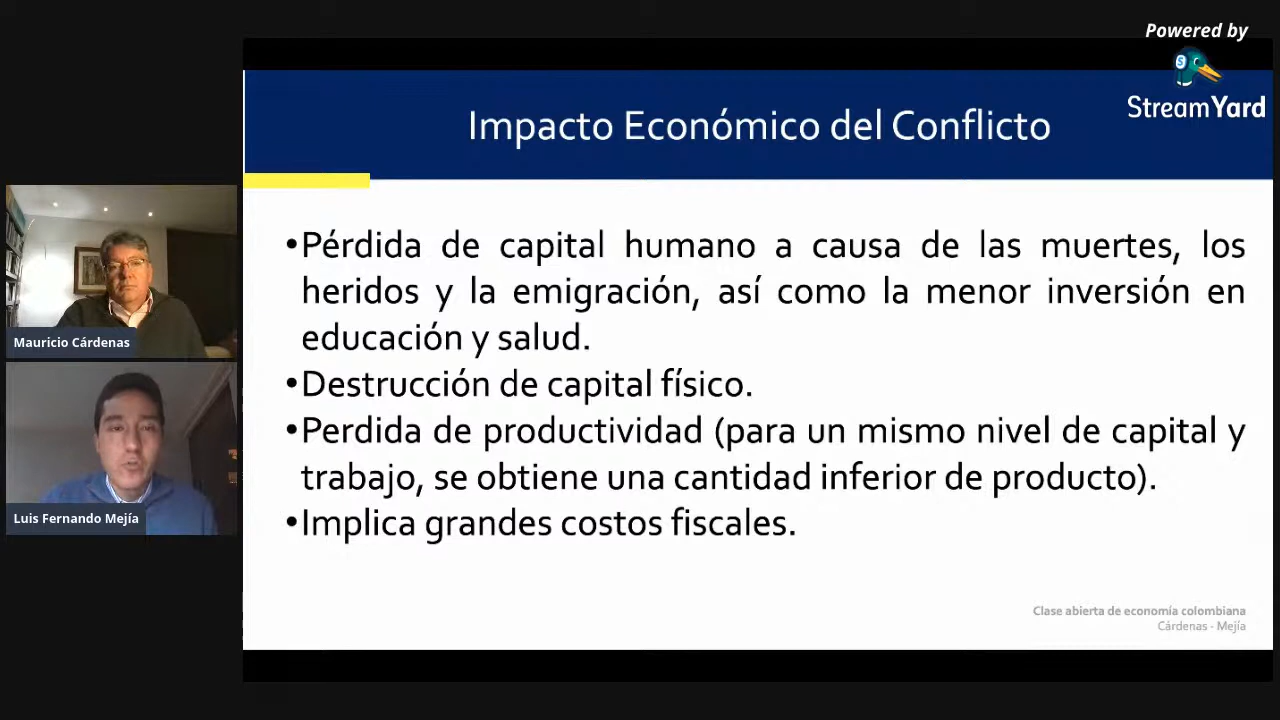 Powered by
StreamYard
Impacto Económico del Conflicto
•Pérdida de capital humano a causa de las muertes, los
heridos y la emigración, así como la menor inversión en
educación y salud.
•Destrucción de capital físico.
•Perdida de productividad (para un mismo nivel de capital y
trabajo, se obtiene una cantidad inferior de producto).
•Implica grandes costos fiscales.
Clase abierta de economía colombiana
Cárdenas - Mejía
Mauricio Cárdenas
Luis Fernando Mejía